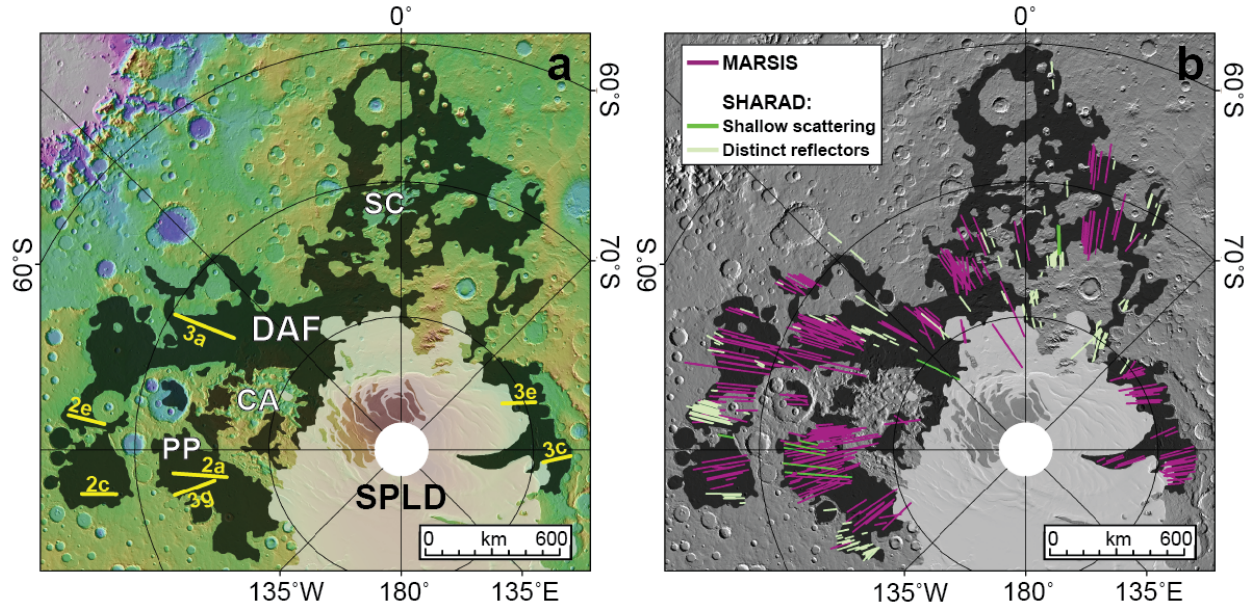 0°
0°
a
b
60°S
60°S
MARSIS
SHARAD:
Shallow scattering
Distinct reflectors
SC
60°S
70°S
60°S
70°S
3a
DAF
CA
3e
2e
PP
2a
3c
2c
3g
SPLD
0 km 600
0 km 600
135°W
180°
135°E
135°W
180°
135°E